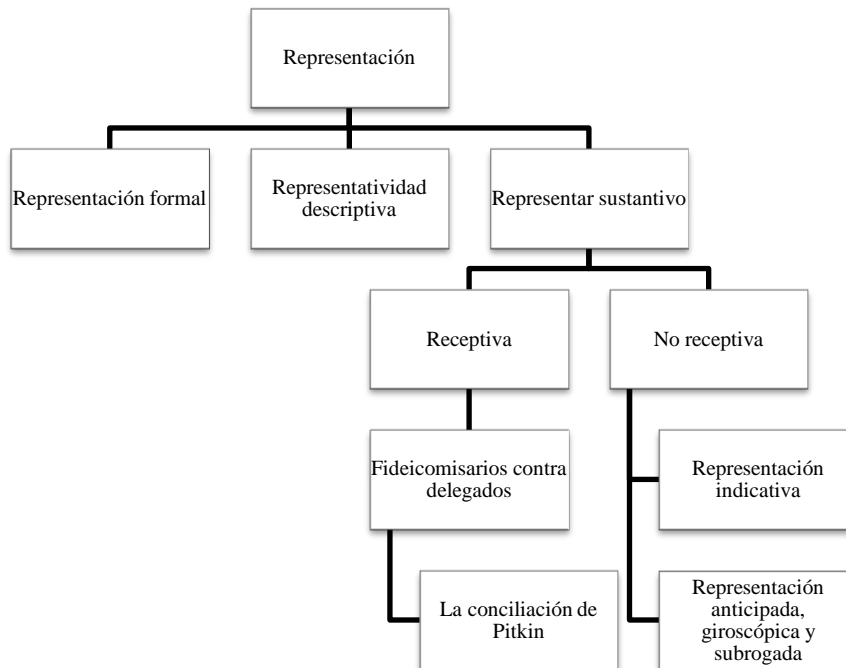 Representación
Representación formal
Representatividad
descriptiva
Representar sustantivo
Receptiva
No receptiva
Fideicomisarios contra
delegados
Representación
indicativa
La conciliación de
Pitkin
Representación
anticipada,
giroscópica y
subrogada